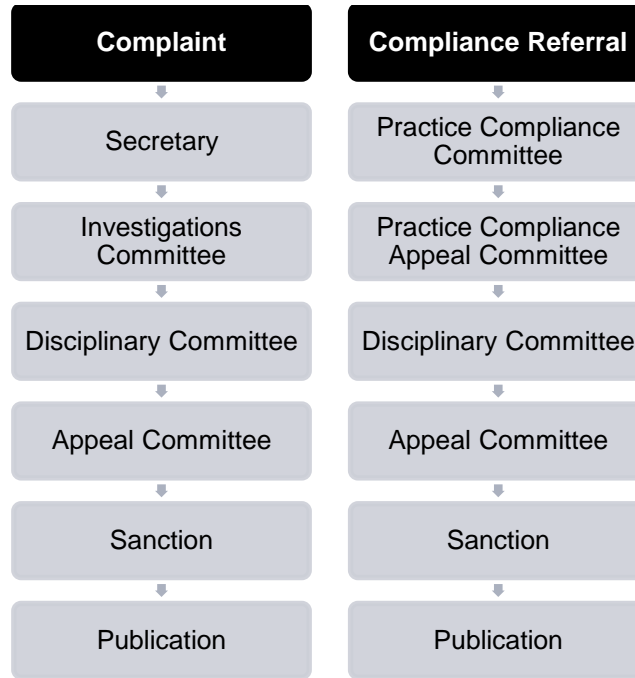 Complaint
Secretary
Investigations
Committee
Disciplinary Committee
Appeal Committee
Sanction
Publication
Compliance Referral
Practice Compliance
Committee
Practice Compliance
Appeal Committee
Disciplinary Committee
Appeal Committee
Sanction
Publication